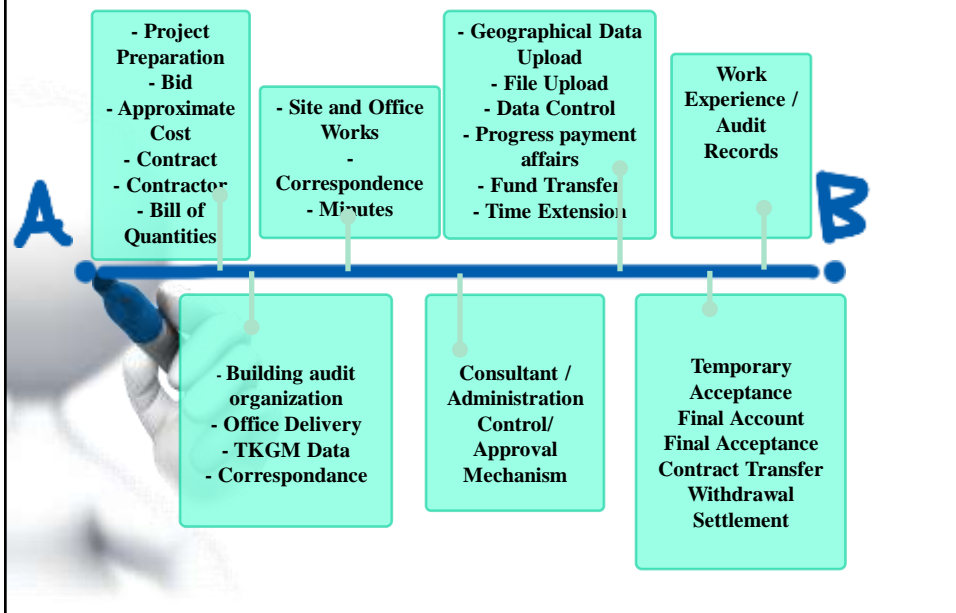 A
- Project
Preparation
- Bid
- Approximate
Cost
- Contract
- Contractor
- Bill of
Quantities
- Site and Office
Works
-
Correspondence
- Minutes
- Geographical Data
Upload
- File Upload
- Data Control
- Progress payment
affairs
- Fund Transfer
- Time Extension
Work
Experience /
Audit
Records
B
- Building audit
organization
- Office Delivery
- TKGM Data
- Correspondance
Consultant /
Administration
Control/
Approval
Mechanism
Temporary
Acceptance
Final Account
Final Acceptance
Contract Transfer
Withdrawal
Settlement